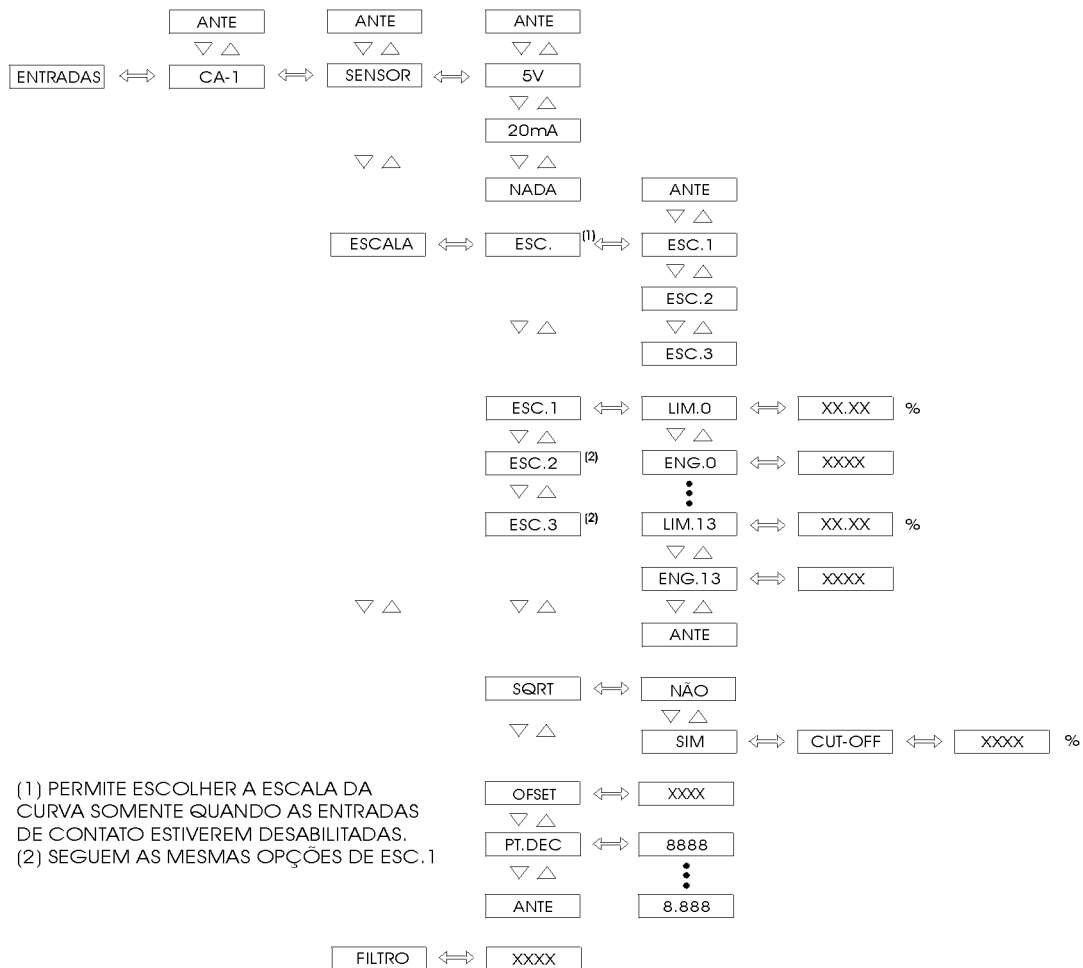 ANTE ANTE ANTE
ENTRADAS CA-1 SENSOR 5V
20mA
NADA ANTE
ESCALA ESC. (1) ESC.1
ESC.2
ESC.3
ESC.1 LIM.0 XX.XX %
ESC.2 (2) ENG.0 XXXX
ESC.3 (2) LIM.13 XX.XX %
ENG.13 XXXX
ANTE
SQRT NÃO
SIM CUT-OFF XXXX %
(1) PERMITE ESCOLHER A ESCALA DA
CURVA SOMENTE QUANDO AS ENTRADAS
DE CONTATO ESTIVEREM DESABILITADAS.
(2) SEGUEM AS MESMAS OPÇÕES DE ESC.1
OFSET XXXX
PT.DEC 8888
ANTE 8.888
FILTRO XXXX